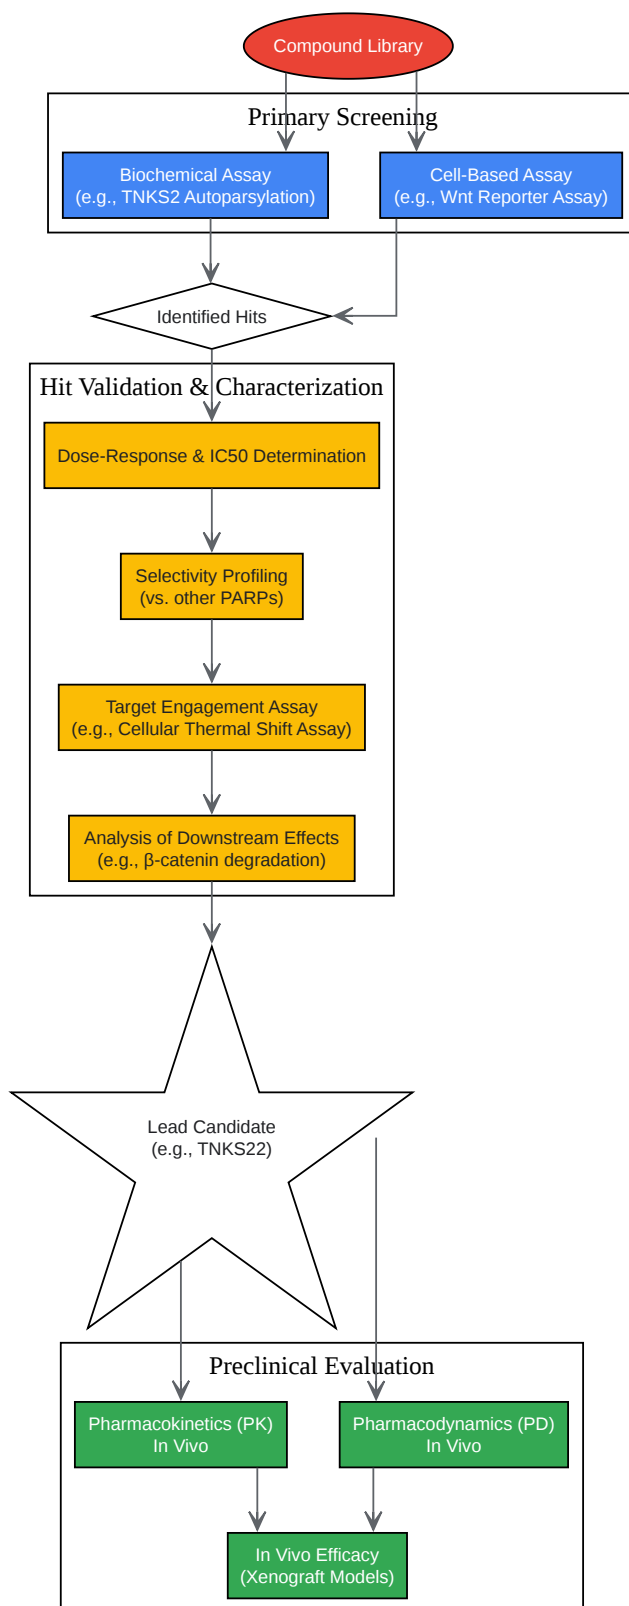 Compound Library
Primary Screening
Biochemical Assay
(e.g., TNKS2 Autoparsylation)
Cell-Based Assay
(e.g., Wnt Reporter Assay)
Identified Hits
Hit Validation & Characterization
Dose-Response & IC50 Determination
Selectivity Profiling
(vs. other PARPs)
Target Engagement Assay
(e.g., Cellular Thermal Shift Assay)
Analysis of Downstream Effects
(e.g., β-catenin degradation)
Lead Candidate
(e.g., TNKS22)
Preclinical Evaluation
Pharmacokinetics (PK)
In Vivo
Pharmacodynamics (PD)
In Vivo
In Vivo Efficacy
(Xenograft Models)